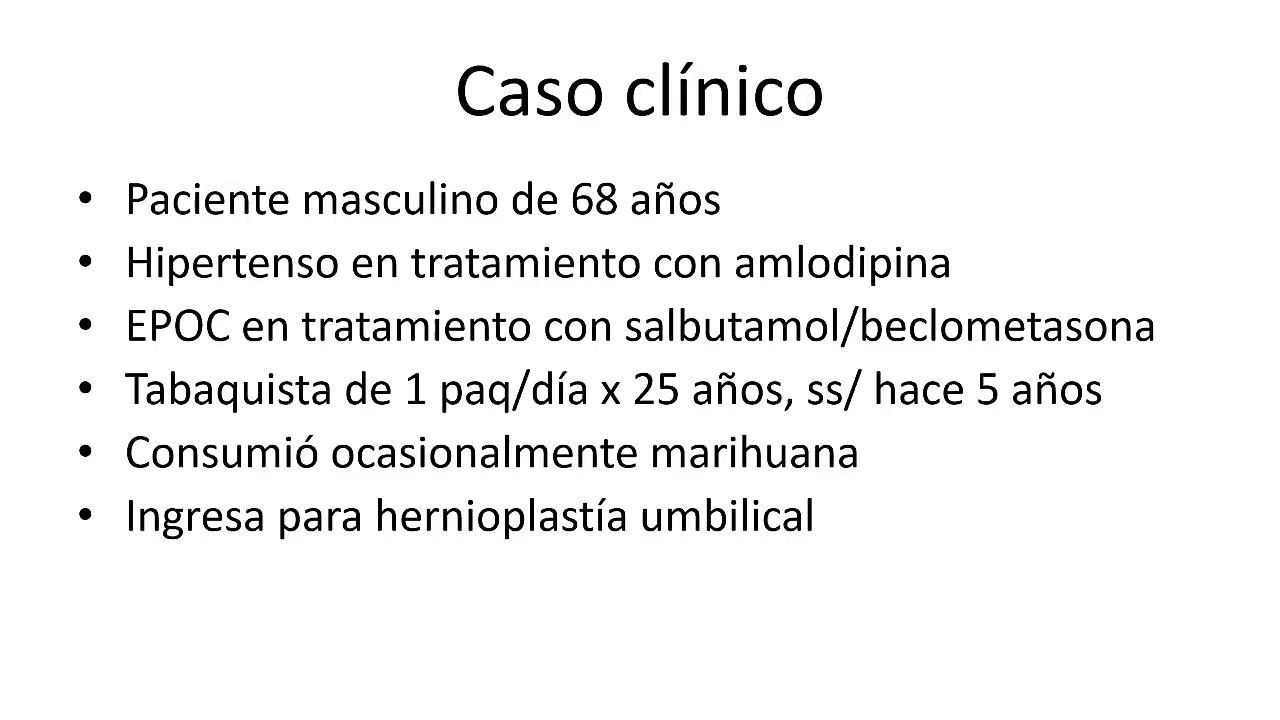 Caso clínico
• Paciente masculino de 68 años
• Hipertenso en tratamiento con amlodipina
• EPOC en tratamiento con salbutamol/beclometasona
• Tabaquista de 1 paq/día x 25 años, ss/ hace 5 años
• Consumió ocasionalmente marihuana
• Ingresa para hernioplastía umbilical